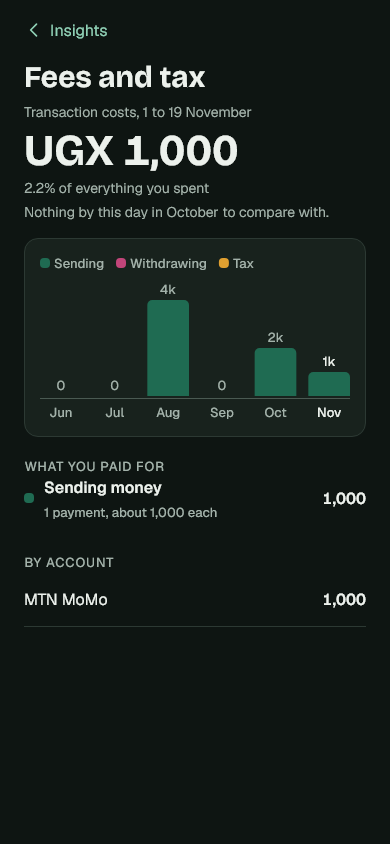 Insights
Fees and tax
Transaction costs, 1 to 19 November
UGX 1,000
2.2% of everything you spent
Nothing by this day in October to compare with.
Sending Withdrawing Tax
4k
2k
1k
0 0 0
Jun Jul Aug Sep Oct Nov
WHAT YOU PAID FOR
Sending money
1,000
1 payment, about 1,000 each
BY ACCOUNT
MTN MoMo 1,000